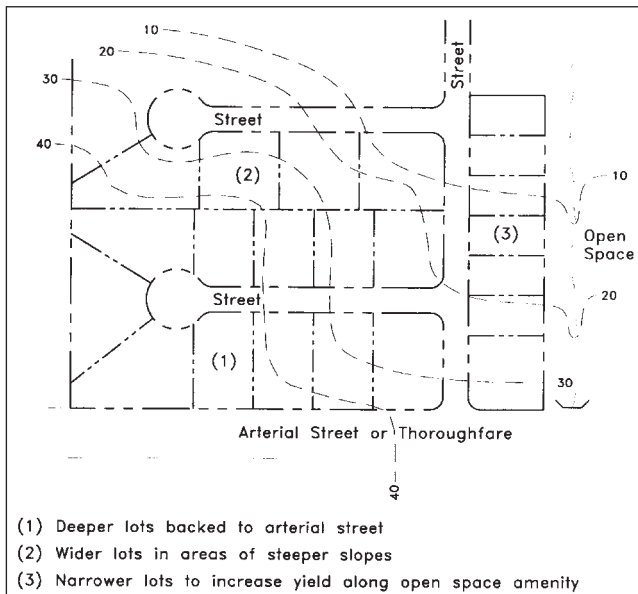 10
20
Street
30
Street
40
(2)
10
(3)
Open
Space
20
Street
(1)
30
Arterial Street or Thoroughfare
40
(1) Deeper lots backed to arterial street
(2) Wider lots in areas of steeper slopes
(3) Narrower lots to increase yield along open space amenity